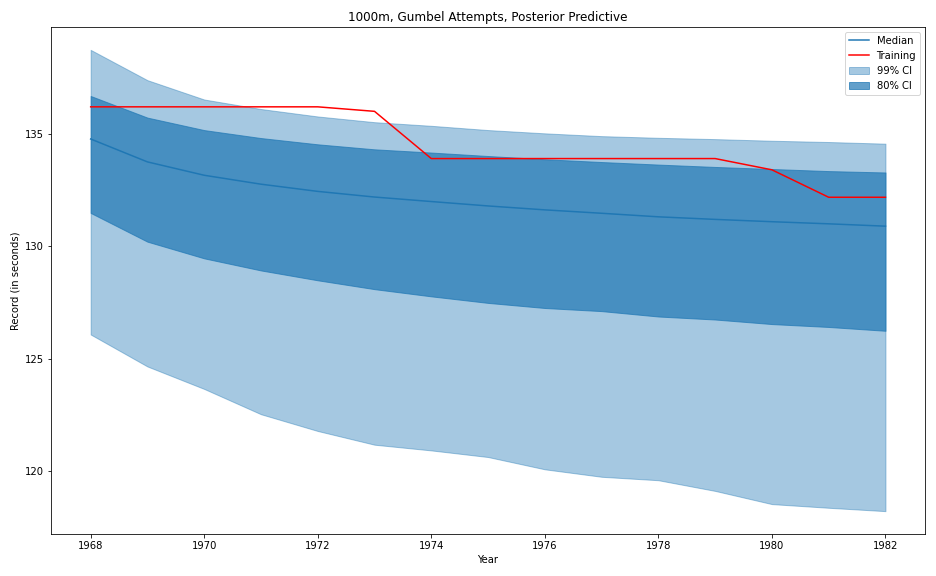 1000m, Gumbel Attempts, Posterior Predictive
Median
Training
99% CI
80% CI
Record (in seconds)
135
130
125
120
1968
1970
1972
1974
1976
1978
1980
1982
Year